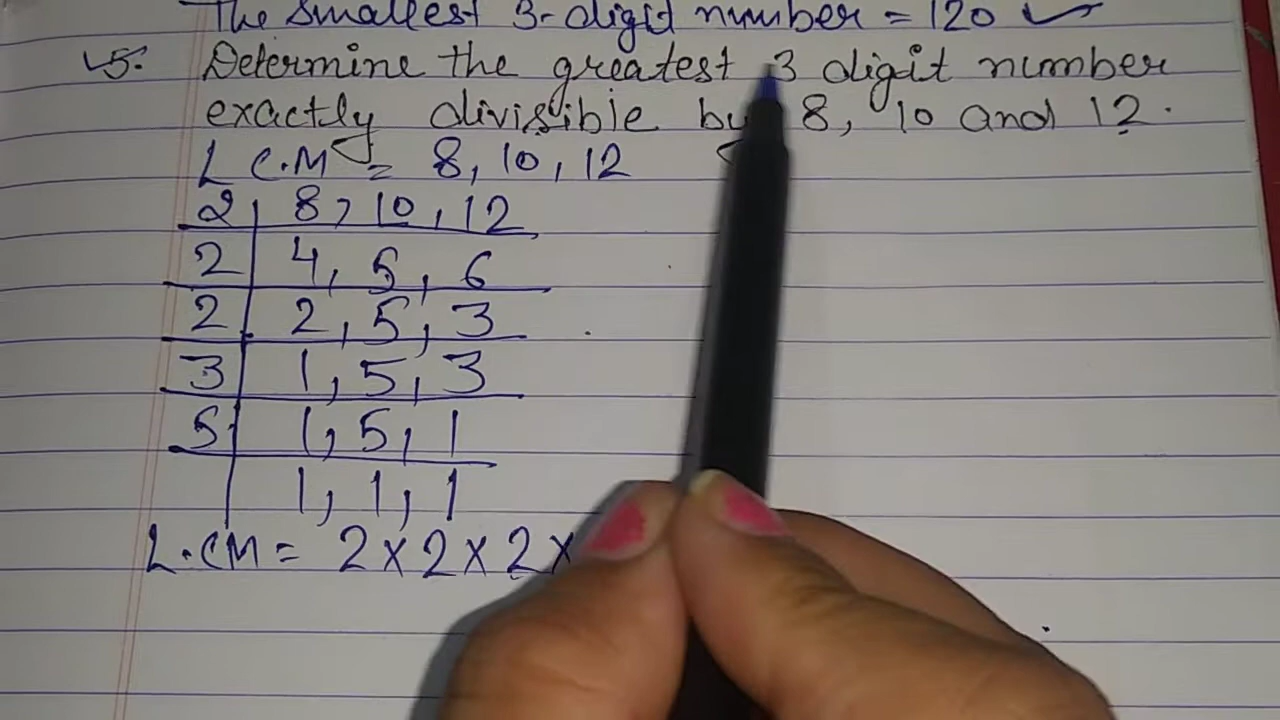 The smallest 3-digit number = 120 ✓
5. Determine the greatest 3 digit number
exactly divisible by 8, 10 and 12.
L C.M = 8, 10, 12
2 | 8, 10, 12
2 | 4, 5, 6
2 | 2, 5, 3
3 | 1, 5, 3
5 | 1, 5, 1
| 1, 1, 1
L.CM = 2 x 2 x 2 x